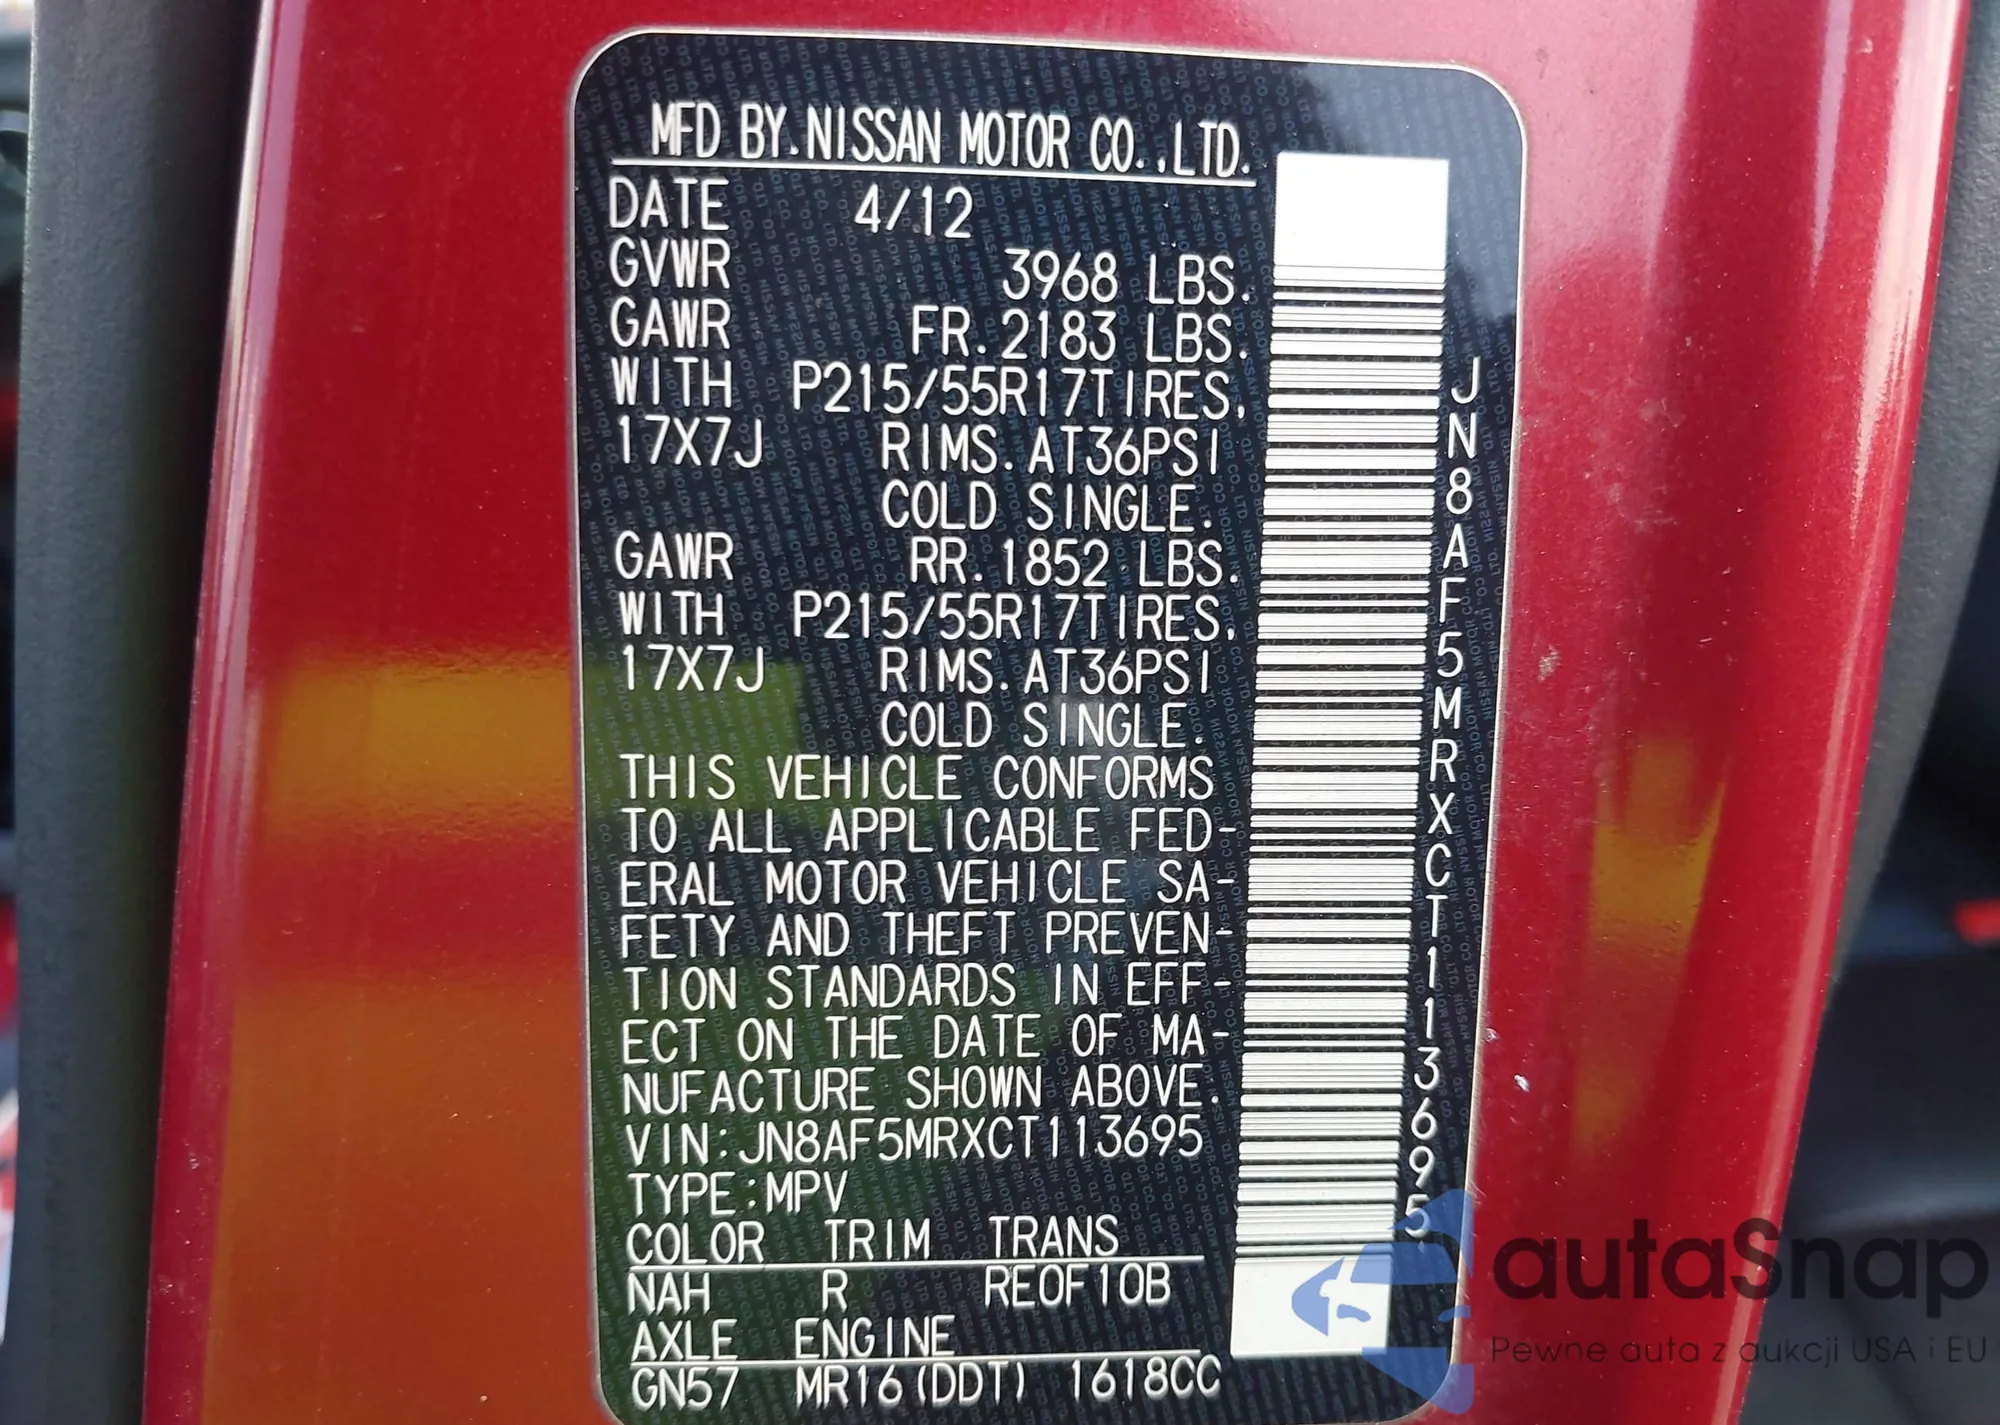 MFD BY.NISSAN MOTOR CO.,LTD.
DATE 4/12
GVWR 3968 LBS.
GAWR FR.2183 LBS.
WITH P215/55R17TIRES,
17X7J RIMS.AT36PSI
COLD SINGLE.
GAWR RR.1852 LBS.
WITH P215/55R17TIRES,
17X7J RIMS.AT36PSI
COLD SINGLE.
THIS VEHICLE CONFORMS
TO ALL APPLICABLE FED-
ERAL MOTOR VEHICLE SA-
FETY AND THEFT PREVEN-
TION STANDARDS IN EFF-
ECT ON THE DATE OF MA-
NUFACTURE SHOWN ABOVE.
VIN:JN8AF5MRXCT113695
TYPE:MPV
COLOR TRIM TRANS
NAH R RE0F10B
AXLE ENGINE
GN57 MR16(DDT) 1618CC
JN8AF5MRXCT113695
autaSnap
Pewne auta z aukcji USA i EU